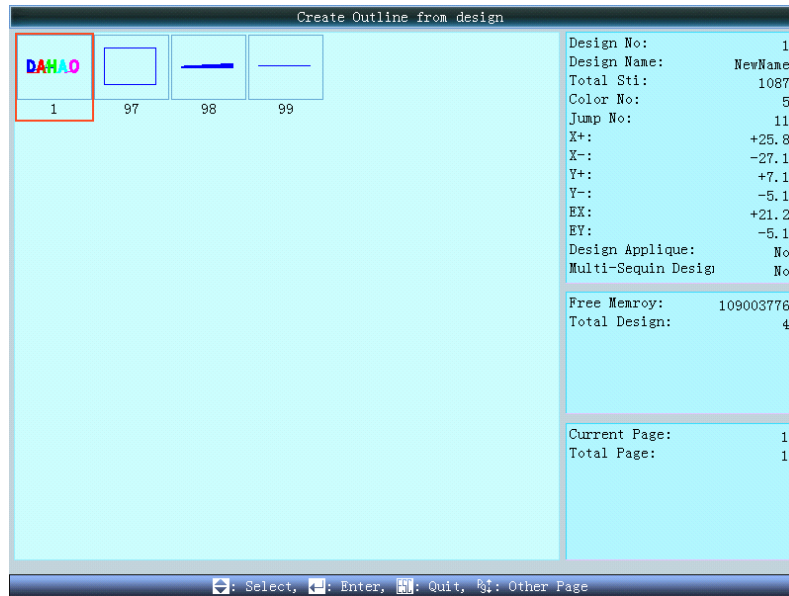 Create Outline from design
DAHAO
1 97 98 99
Design No: 1
Design Name: NewName
Total Sti: 1087
Color No: 5
Jump No: 11
X+: +25.8
X-: -27.1
Y+: +7.1
Y-: -5.1
EX: +21.2
EY: -5.1
Design Applique: No
Multi-Sequin Desig No
Free Memroy: 109003776
Total Design: 4
Current Page: 1
Total Page: 1
: Select, : Enter, : Quit, Pg: Other Page